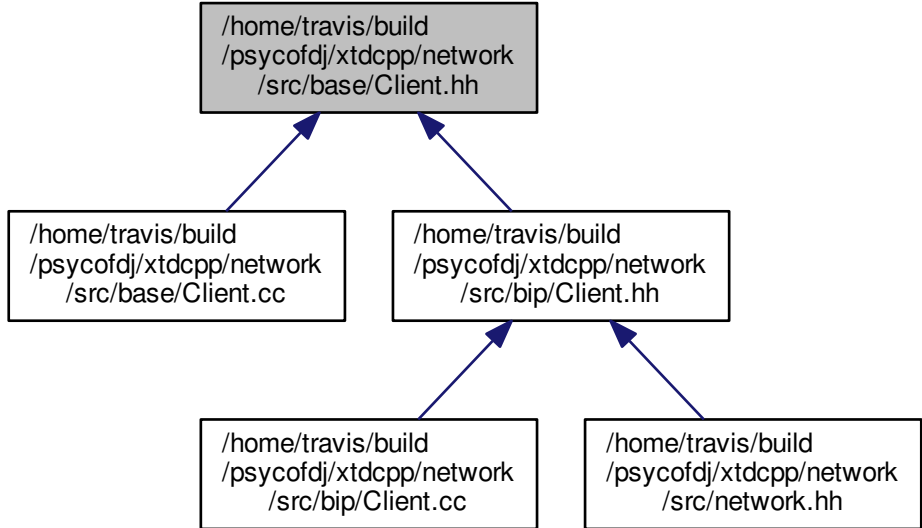 /home/travis/build
/psycofdj/xtdcpp/network
/src/base/Client.hh
/home/travis/build
/psycofdj/xtdcpp/network
/src/base/Client.cc
/home/travis/build
/psycofdj/xtdcpp/network
/src/bip/Client.hh
/home/travis/build
/psycofdj/xtdcpp/network
/src/bip/Client.cc
/home/travis/build
/psycofdj/xtdcpp/network
/src/network.hh